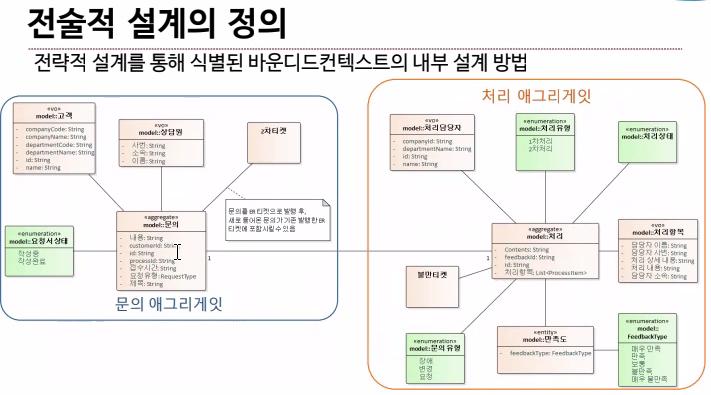 전술적 설계의 정의
전략적 설계를 통해 식별된 바운디드컨텍스트의 내부 설계 방법
«vo»
model::고객
- companyCode: String
- companyName: String
- departmentCode: String
- departmentName: String
- id: String
- name: String
«vo»
model::상담원
- 사번: String
- 소속: String
- 이름: String
2차티켓
문의를 ER티켓으로 발행 후,
새로 들어온 문의가 기존 발행한 ER
티켓에 포함시킬 수 있음
«enumeration»
model::요청서상태
작성중
작성완료
«aggregate»
model::문의
- 내용: String
- customerId: String
- id: String
- processId: String
- 접수시간: String
- 요청유형: RequestType
- 제목: String
1
문의 애그리게잇
처리 애그리게잇
«vo»
model::처리담당자
- companyId: String
- departmentId: String
- id: String
- name: String
«enumeration»
model::처리유형
1차처리
2차처리
«enumeration»
model::처리상태
«aggregate»
model::처리
- Contents: String
- feedbackId: String
- id: String
- 처리항목: List<ProcessItem>
1
«vo»
model::처리항목
- 담당자 이름: String
- 담당자 사번: String
- 처리 상세내용: String
- 처리 내용: String
- 담당자 소속: String
불만티켓
«enumeration»
model::문의유형
장애
변경
요청
«entity»
model::만족도
- feedbackType: FeedbackType
«enumeration»
model::
FeedbackType
매우 만족
만족
보통
불만족
매우 불만족